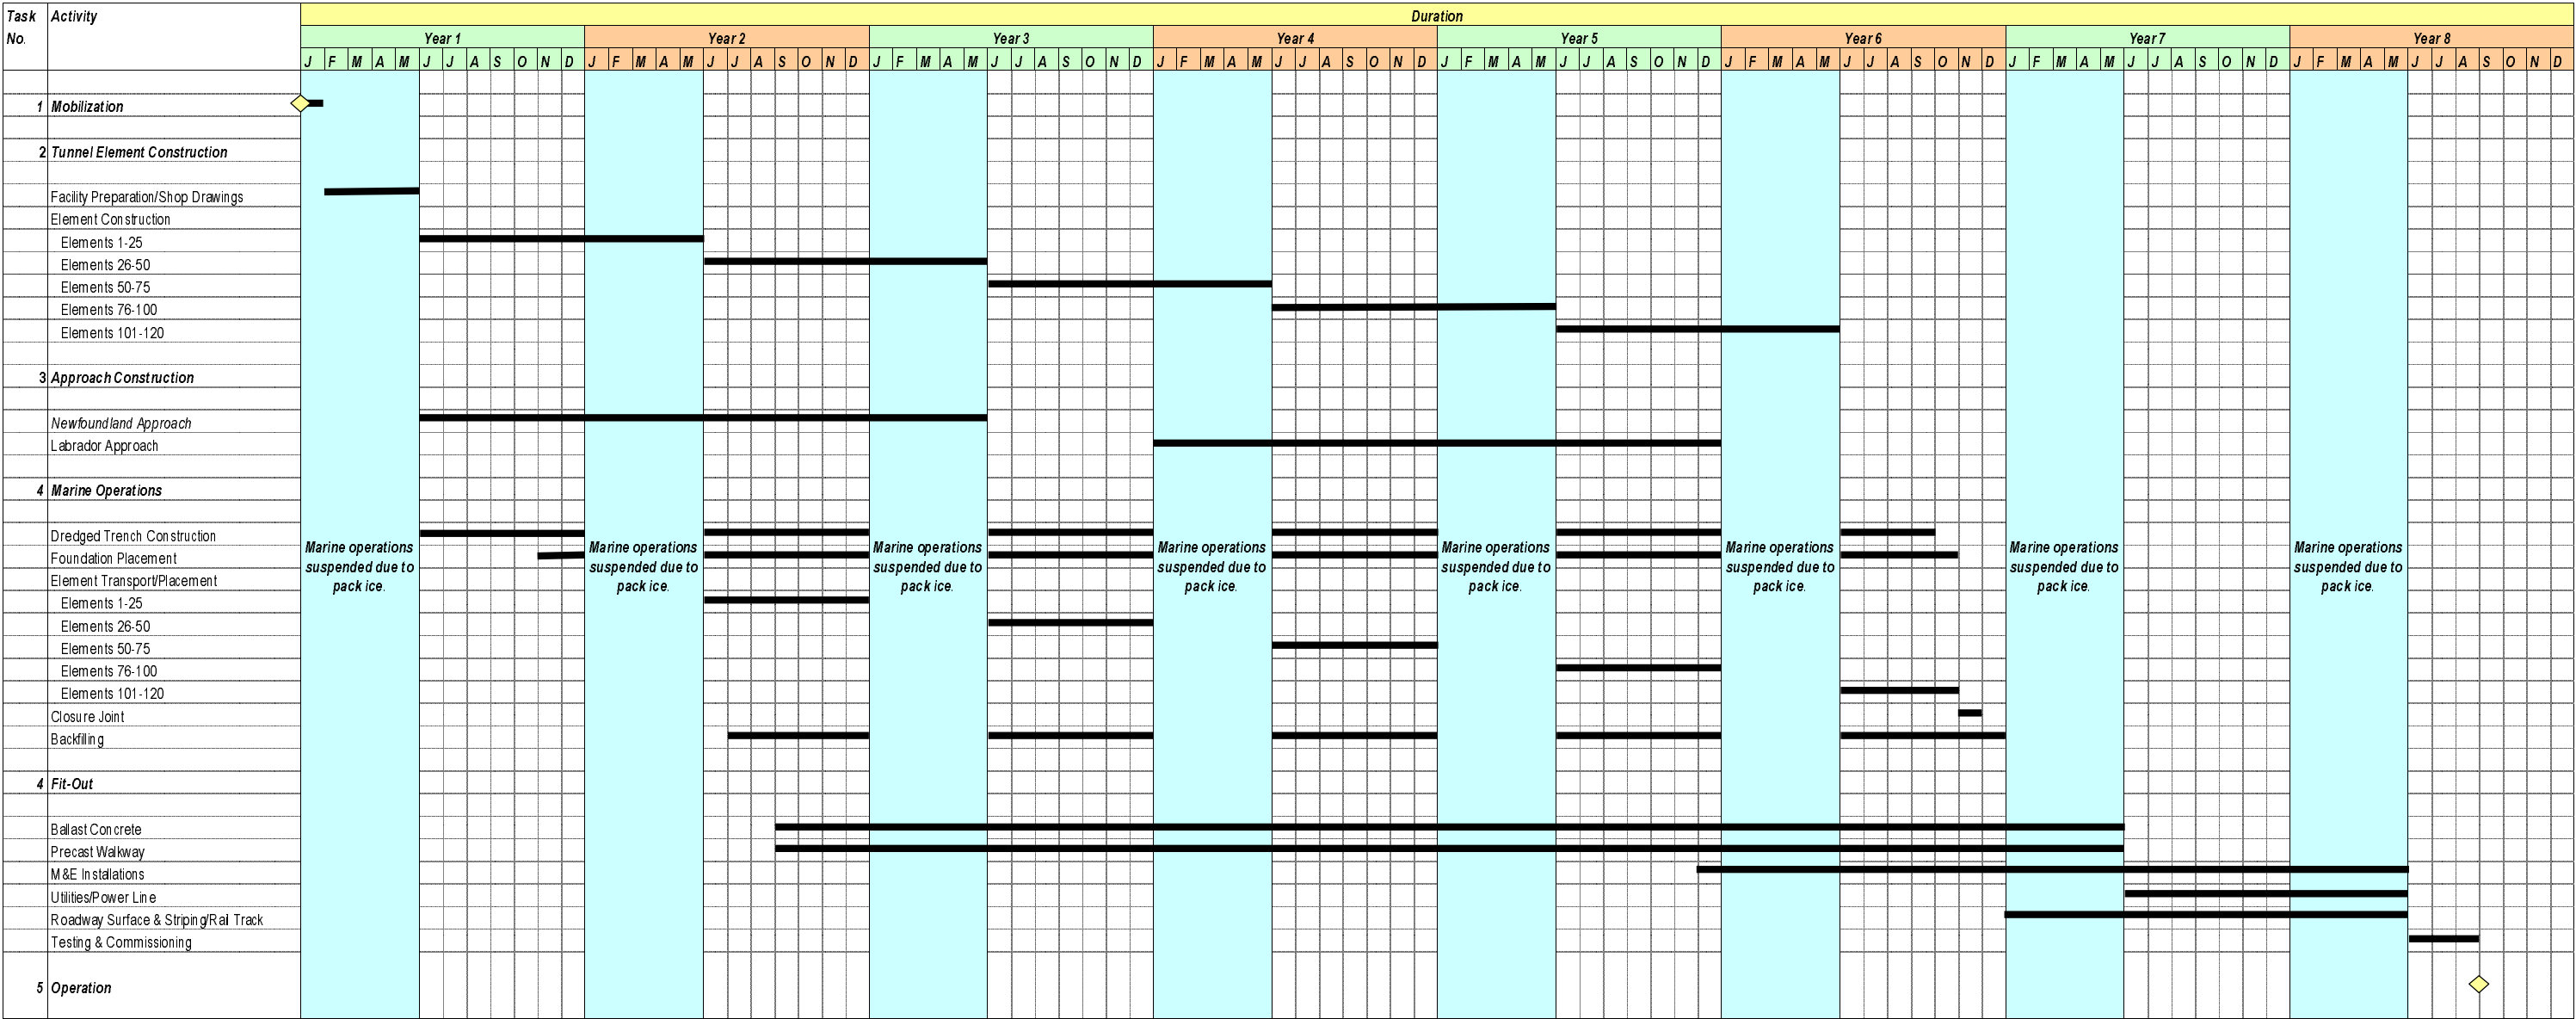 Task Activity Duration
No. Year 1 Year 2 Year 3 Year 4 Year 5 Year 6 Year 7 Year 8
J F M A M J J A S O N D J F M A M J J A S O N D J F M A M J J A S O N D J F M A M J J A S O N D J F M A M J J A S O N D J F M A M J J A S O N D J F M A M J J A S O N D J F M A M J J A S O N D
1 Mobilization
2 Tunnel Element Construction
Facility Preparation/Shop Drawings
Element Construction
Elements 1-25
Elements 26-50
Elements 50-75
Elements 76-100
Elements 101-120
3 Approach Construction
Newfoundland Approach
Labrador Approach
4 Marine Operations
Dredged Trench Construction
Foundation Placement
Element Transport/Placement
Elements 1-25
Elements 26-50
Elements 50-75
Elements 76-100
Elements 101-120
Closure Joint
Backfilling
Marine operations
suspended due to
pack ice.
Marine operations
suspended due to
pack ice.
Marine operations
suspended due to
pack ice.
Marine operations
suspended due to
pack ice.
Marine operations
suspended due to
pack ice.
Marine operations
suspended due to
pack ice.
Marine operations
suspended due to
pack ice.
Marine operations
suspended due to
pack ice.
4 Fit-Out
Ballast Concrete
Precast Walkway
M&E Installations
Utilities/Power Line
Roadway Surface & Striping/Rail Track
Testing & Commissioning
5 Operation